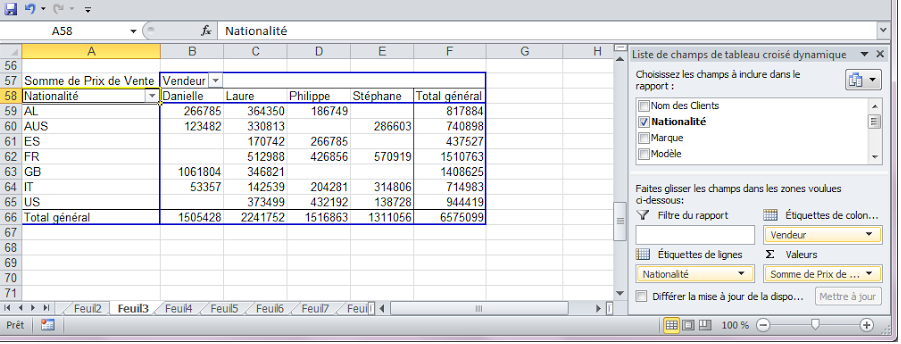 A58 fx Nationalité
A B C D E F G H
56
57 Somme de Prix de Vente Vendeur
58 Nationalité Danielle Laure Philippe Stéphane Total général
59 AL 266785 364350 186749 817884
60 AUS 123482 330813 286603 740898
61 ES 170742 266785 437527
62 FR 512988 426856 570919 1510763
63 GB 1061804 346821 1408625
64 IT 53357 142539 204281 314806 714983
65 US 373499 432192 138728 944419
66 Total général 1505428 2241752 1516863 1311056 6575099
67
68
69
70
71
Feuil2 Feuil3 Feuil4 Feuil5 Feuil6 Feuil7 Feuil
Prêt 100 %
Liste de champs de tableau croisé dynamique
Choisissez les champs à inclure dans le
rapport :
Nom des Clients
Nationalité
Marque
Modèle
Faites glisser les champs dans les zones voulues
ci-dessous:
Filtre du rapport Étiquettes de colon...
Vendeur
Étiquettes de lignes Σ Valeurs
Nationalité Somme de Prix de ...
Différer la mise à jour de la dispo... Mettre à jour